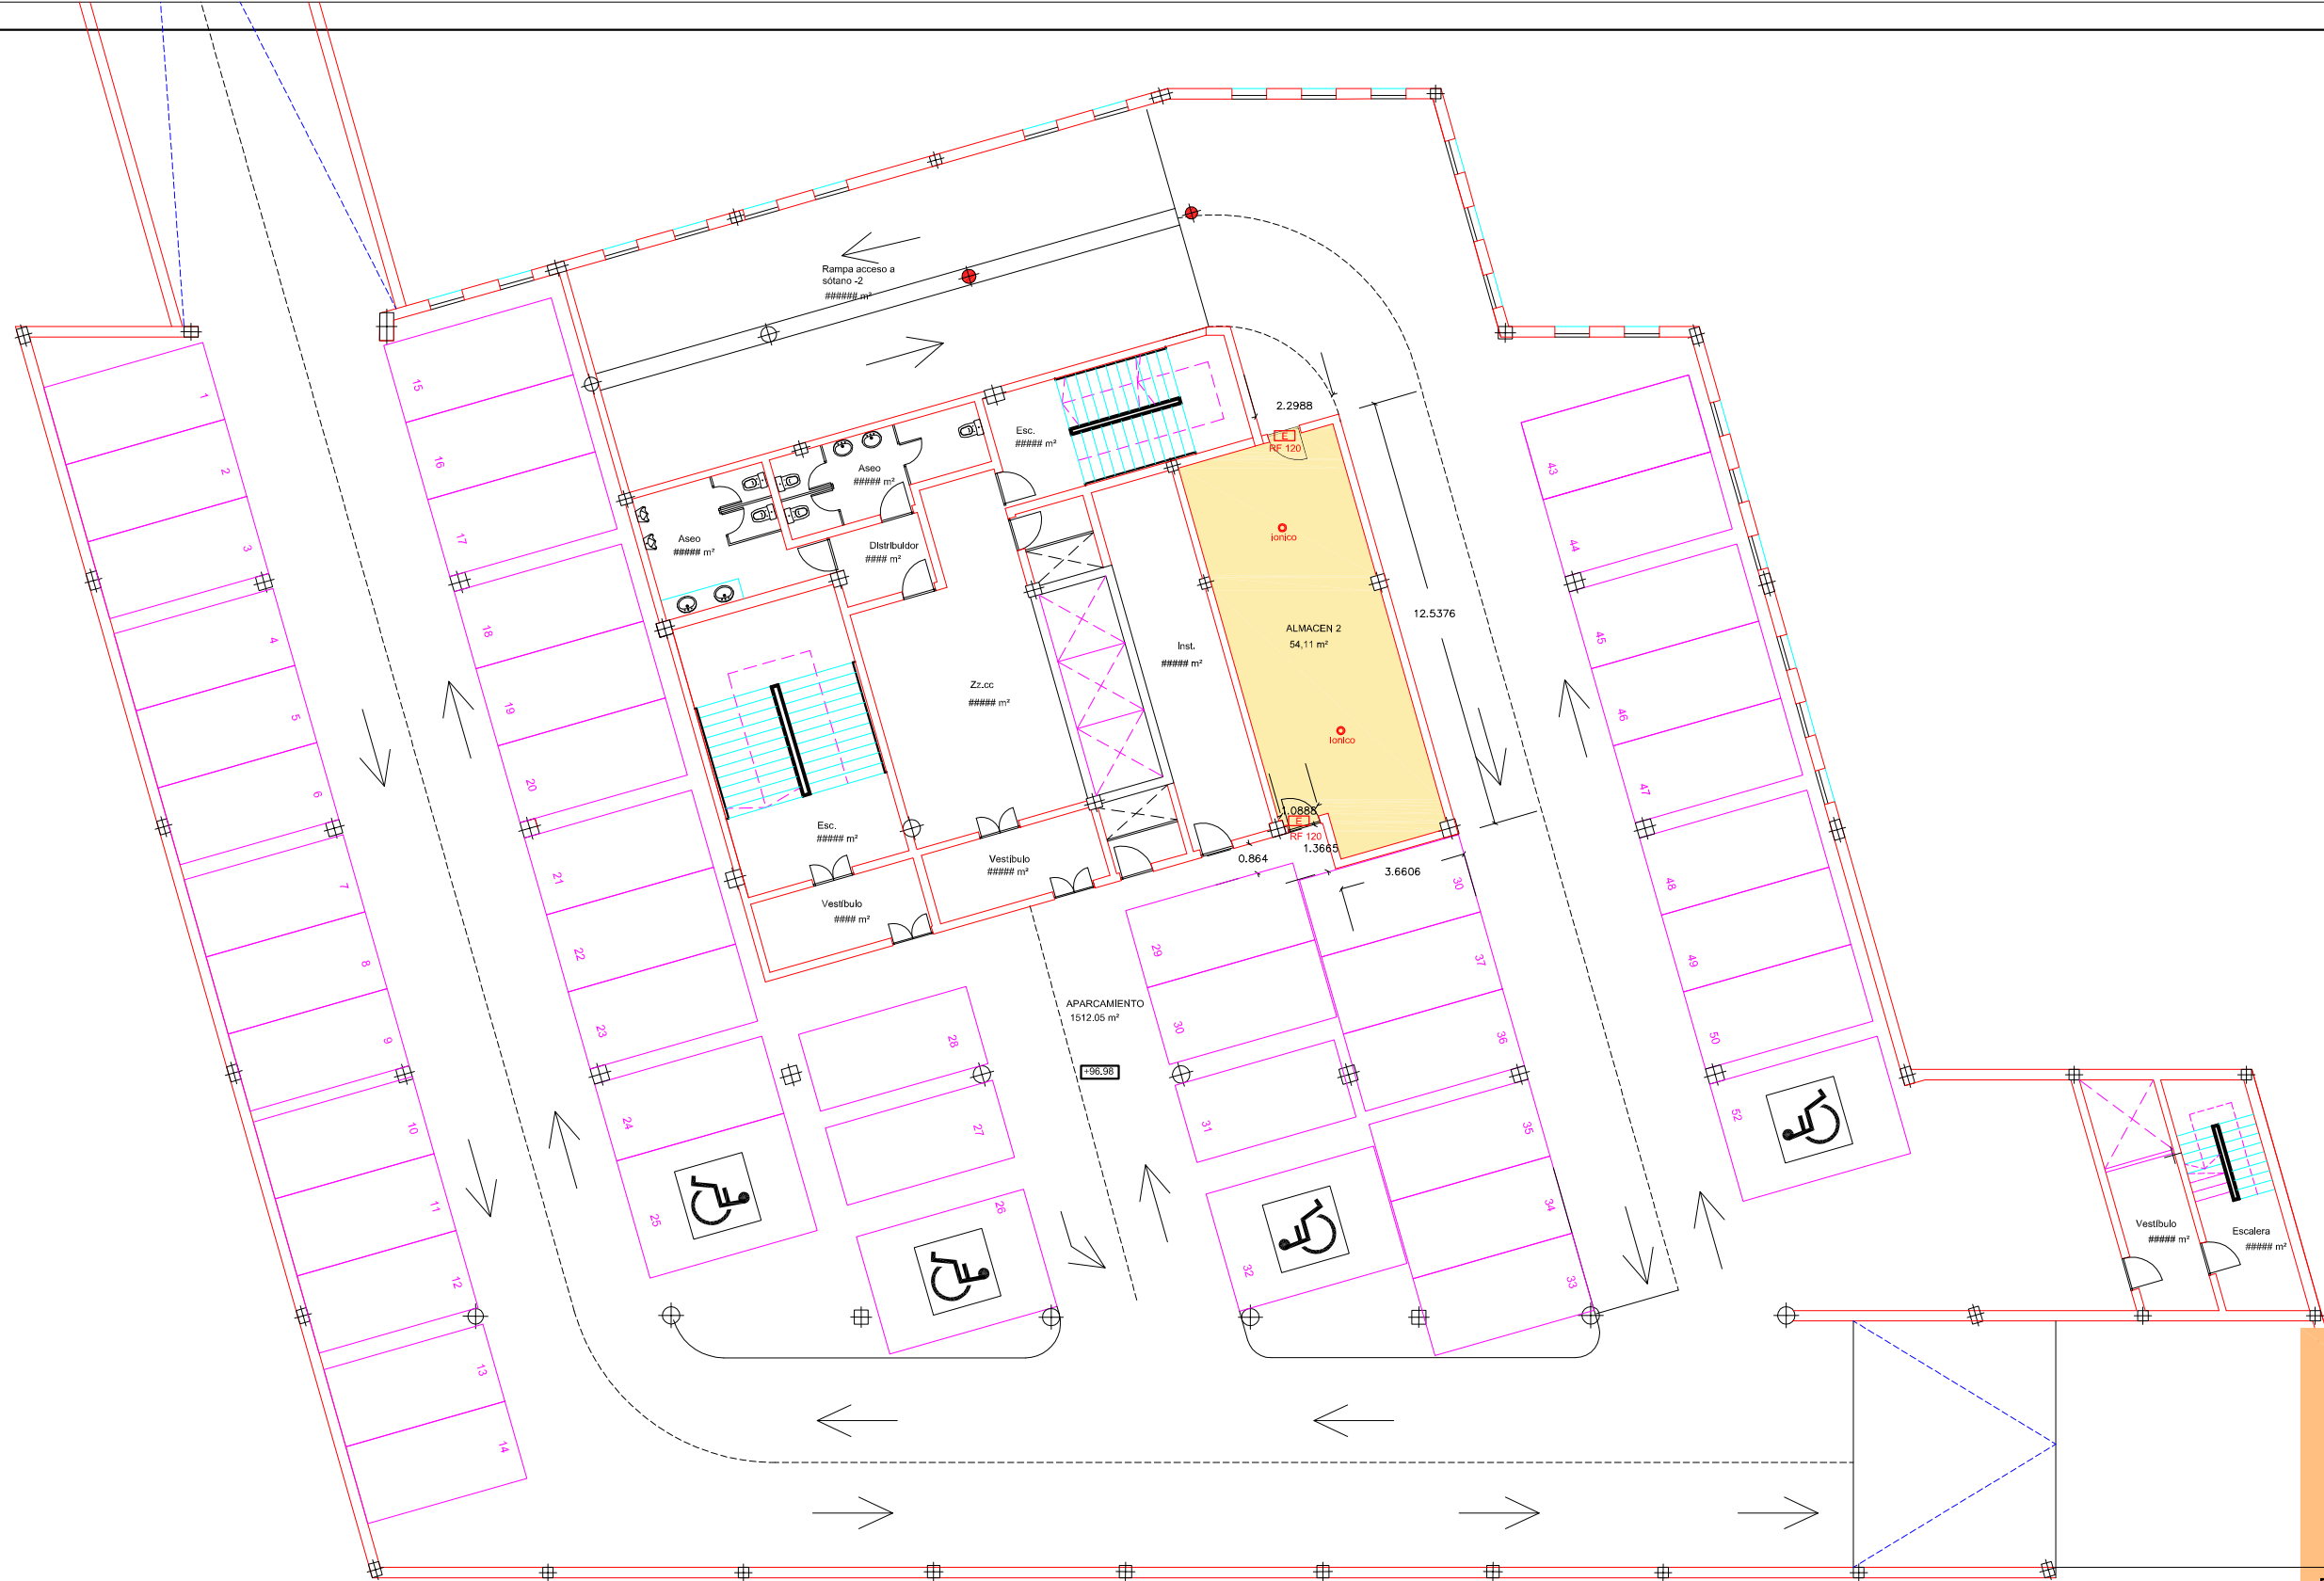 Rampa acceso a
sótano -2
###### m²
1
2
3
4
5
6
7
8
9
10
11
12
13
14
15
16
17
18
19
20
21
22
23
24
25
Aseo
##### m²
Aseo
##### m²
Distribuidor
#### m²
Esc.
##### m²
Zz.cc
##### m²
Inst.
##### m²
2.2988
E
RF 120
ionico
ALMACEN 2
54,11 m²
ionico
12.5376
1.0888
E
RF 120
1.3665
0.864
3.6606
Esc.
##### m²
Vestíbulo
##### m²
Vestíbulo
#### m²
APARCAMIENTO
1512.05 m²
+96,98
28
27
26
29
30
31
32
30
37
36
35
34
33
43
44
45
46
47
48
49
50
52
Vestíbulo
##### m²
Escalera
##### m²